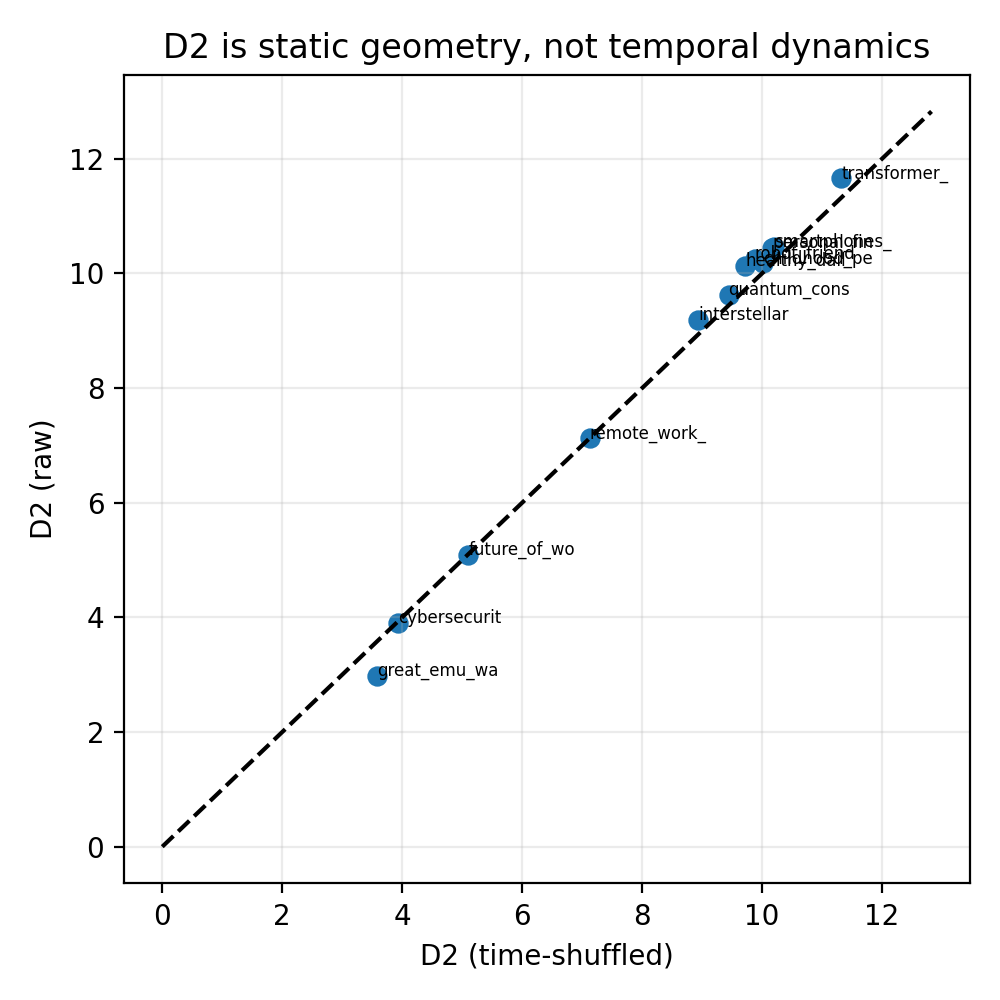 D2 is static geometry, not temporal dynamics
D2 (raw)
12
10
8
6
4
2
0
transformer_
smartphones_
quantum_cons
interstellar
remote_work_
future_of_wo
cybersecurit
great_emu_wa
0 2 4 6 8 10 12
D2 (time-shuffled)